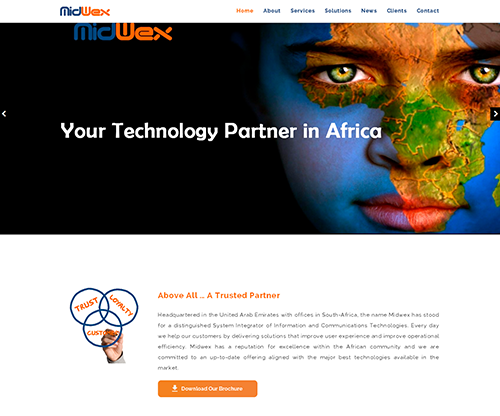 MidWex
Home About Services Solutions News Clients Contact
MidWex
Your Technology Partner in Africa
TRUST
LOYALTY
CUSTOMER
Above All ... A Trusted Partner
Headquartered in the United Arab Emirates with offices in South Africa, the name Midwex has stood
for a distinguished System Integrator of Information and Communications Technologies. Every day
we help our customers by delivering solutions that improve user experience and improve operational
efficiency. Midwex has a reputation for excellence within the African community and we are
committed to an up-to-date offering aligned with the major best technologies available in the
market.
Download Our Brochure